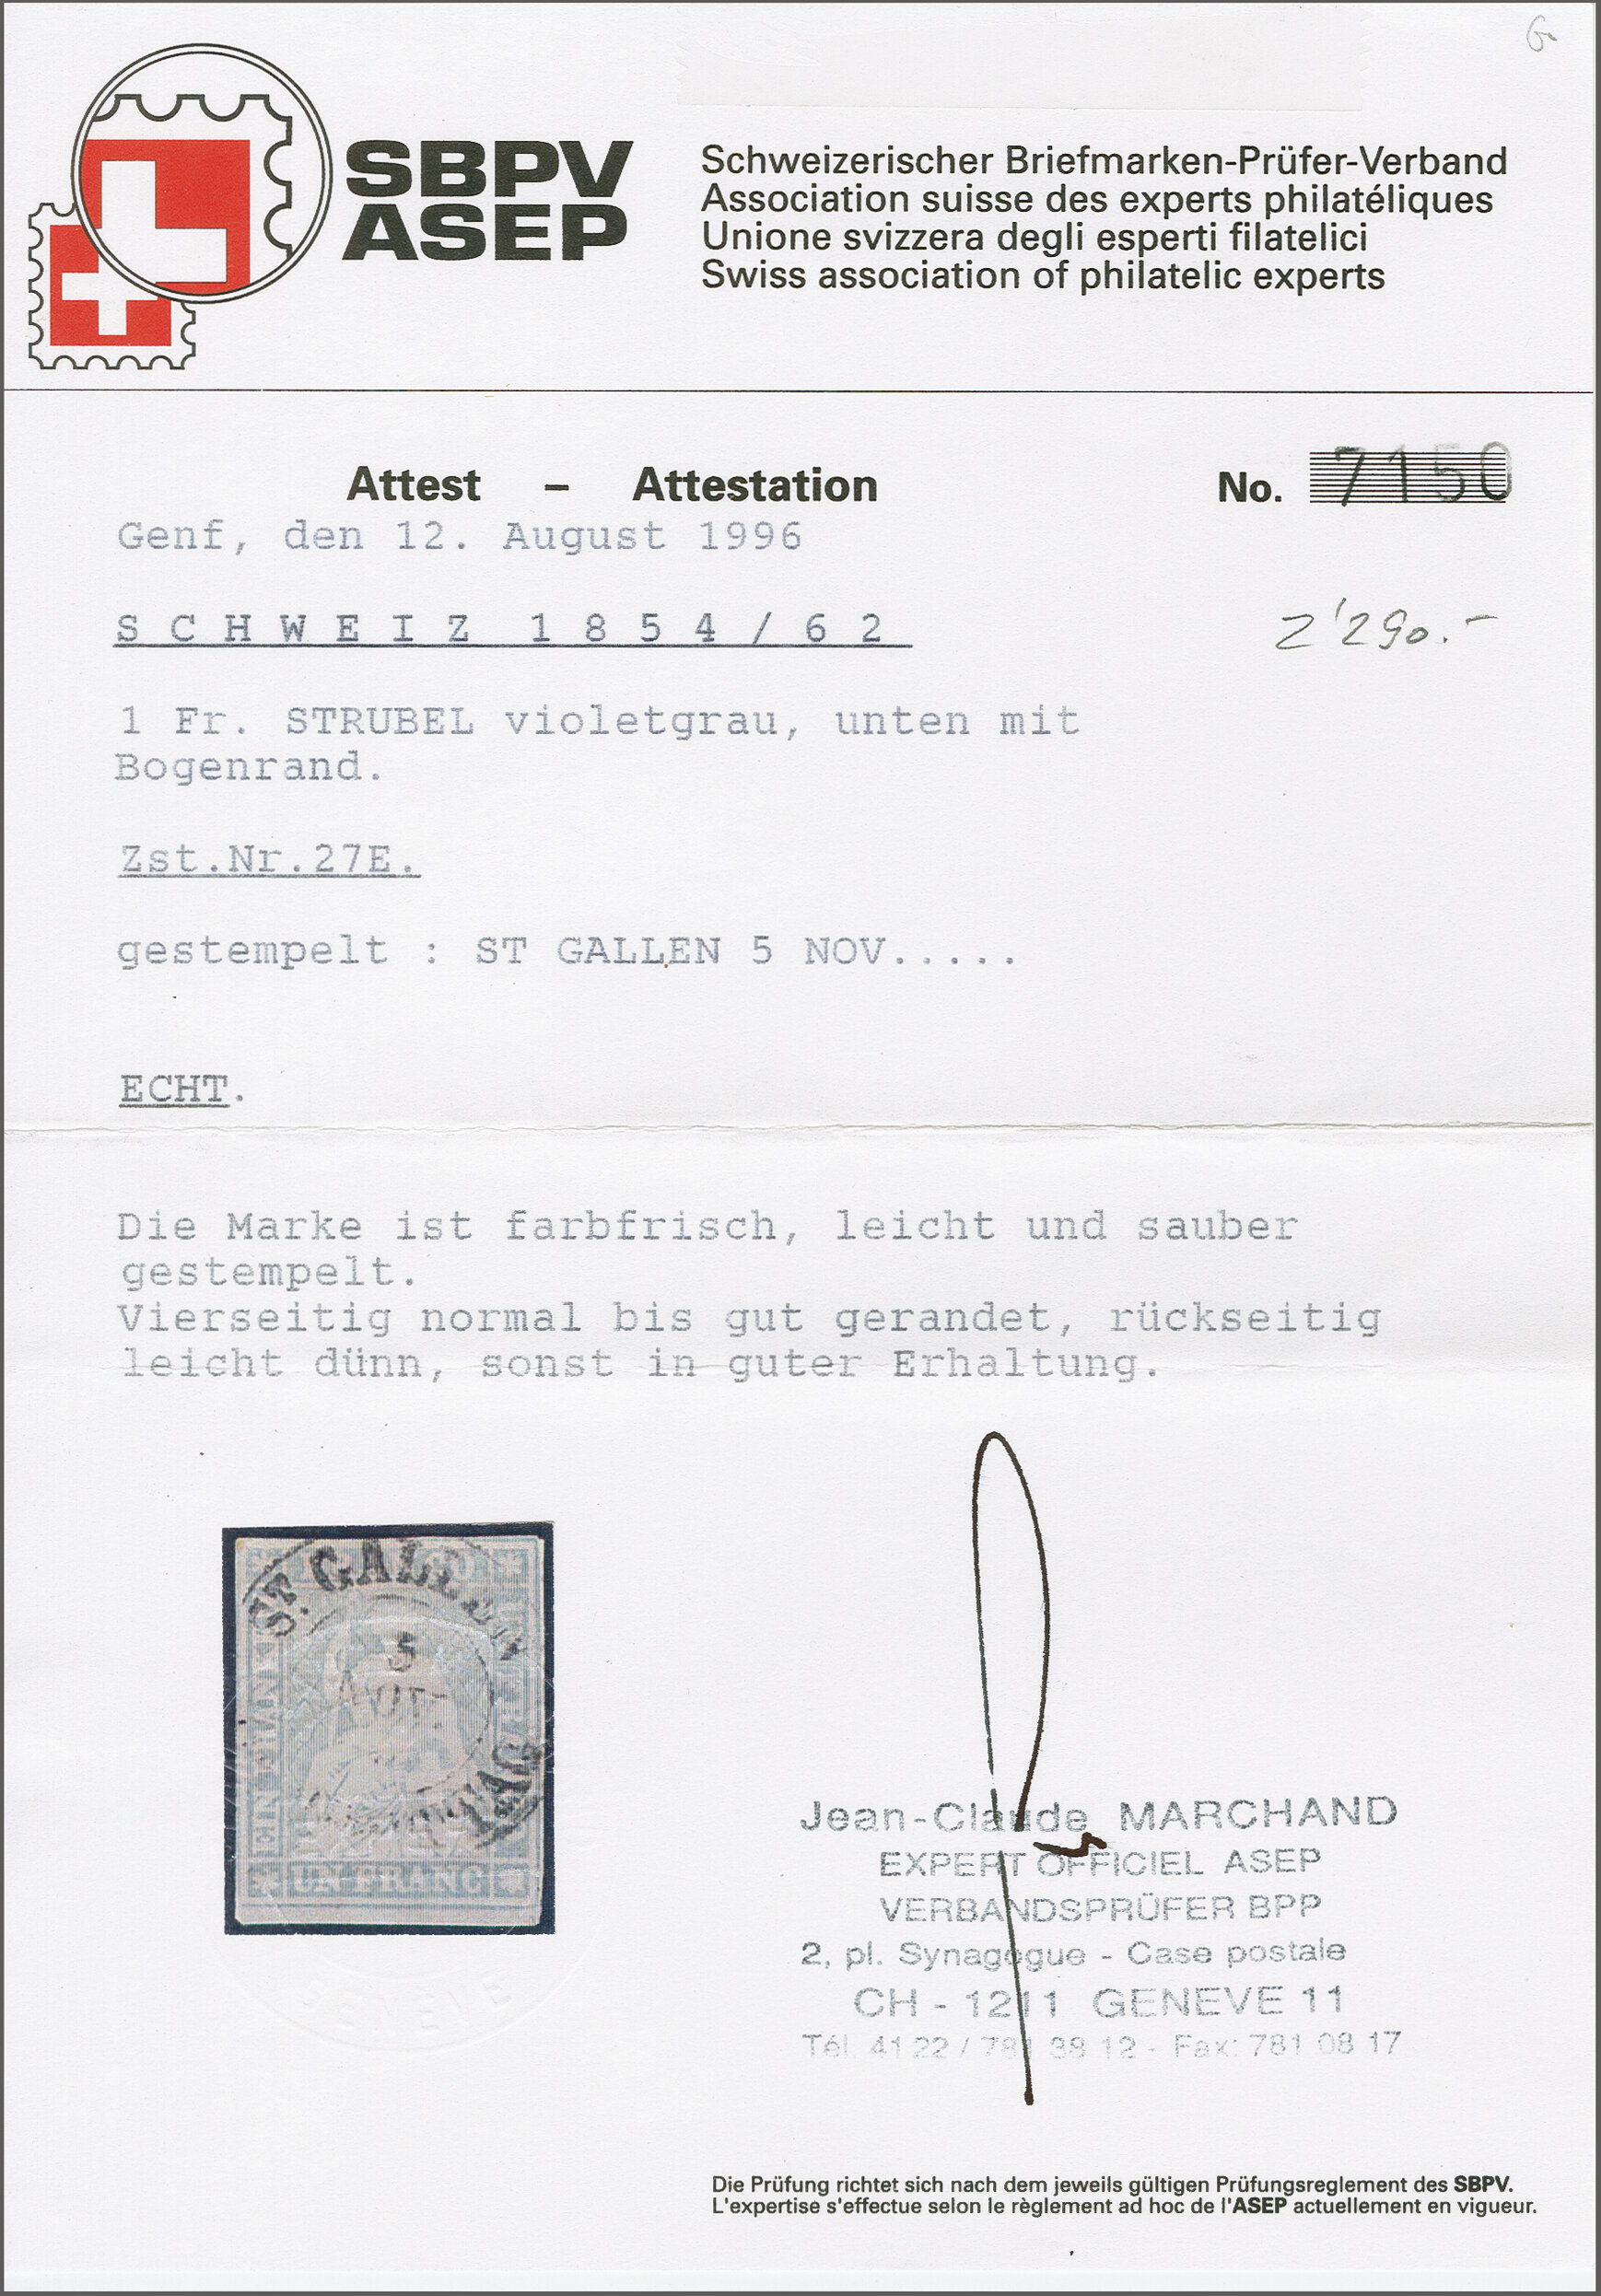 SBPV
ASEP
Schweizerischer Briefmarken-Prüfer-Verband
Association suisse des experts philatéliques
Unione svizzera degli esperti filatelici
Swiss association of philatelic experts
Attest – Attestation
No. 7150
Genf, den 12. August 1996
SCHWEIZ 1854/62
2'290.-
1 Fr. STRUBEL violetgrau, unten mit
Bogenrand.
Zst.Nr.27E.
gestempelt : ST GALLEN 5 NOV.....
ECHT.
Die Marke ist farbfrisch, leicht und sauber
gestempelt.
Vierseitig normal bis gut gerandet, rückseitig
leicht dünn, sonst in guter Erhaltung.
ST. GALLEN
5
UN FRANC
Jean-Claude MARCHAND
EXPERT OFFICIEL ASEP
VERBANDSPRÜFER BPP
2, pl. Synagogue - Case postale
CH - 1211 GENEVE 11
Tél. 41 22 / 781 38 12 - Fax: 781 08 17
GENEVE
Die Prüfung richtet sich nach dem jeweils gültigen Prüfungsreglement des SBPV.
L'expertise s'effectue selon le règlement ad hoc de l'ASEP actuellement en vigueur.